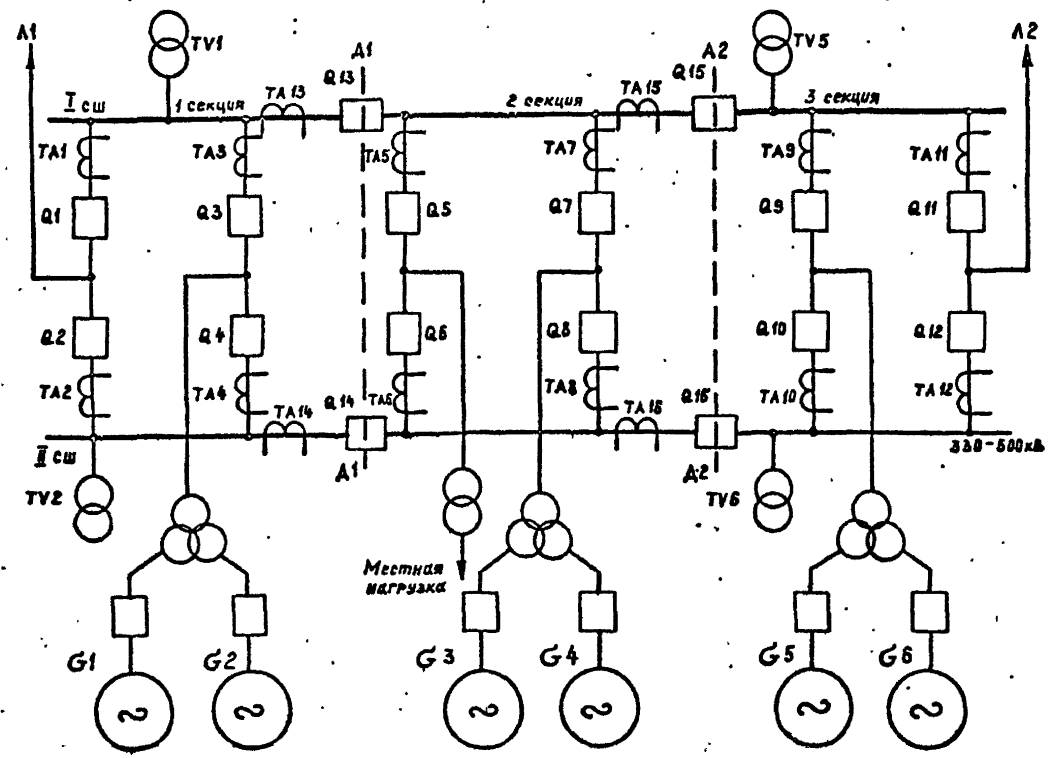 Л1
TV1
Д1
Д2
TV5
Л2
Q13
Q15
I сш
1 секция
TA13
2 секция
TA15
3 секция
TA1
TA3
TA5
TA7
TA9
TA11
Q1
Q3
Q5
Q7
Q9
Q11
Q2
Q4
Q6
Q8
Q10
Q12
TA2
TA4
TA6
TA8
TA10
TA12
Q14
Q16
TA14
TA16
II сш
330-500кВ
Д1
Д2
TV2
TV6
Местная
нагрузка
G1
G2
G3
G4
G5
G6